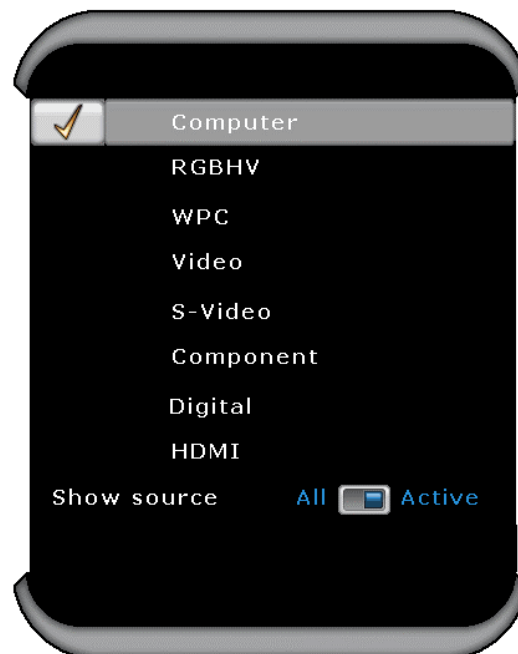 Computer
RGBHV
WPC
Video
S-Video
Component
Digital
HDMI
Show source All Active